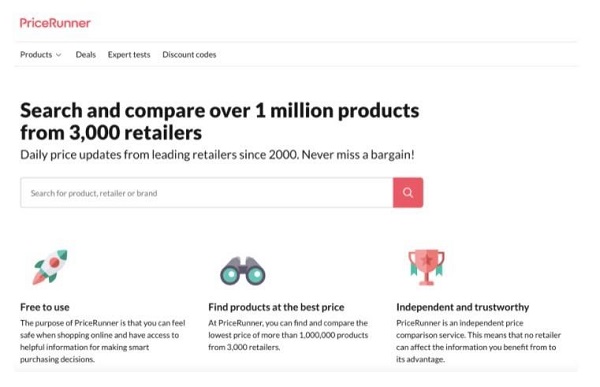 PriceRunner
Products Deals Expert tests Discount codes
Search and compare over 1 million products
from 3,000 retailers
Daily price updates from leading retailers since 2000. Never miss a bargain!
Search for product, retailer or brand
Free to use
The purpose of PriceRunner is that you can feel
safe when shopping online and have access to
helpful information for making smart
purchasing decisions.
Find products at the best price
At PriceRunner, you can find and compare the
lowest price of more than 1,000,000 products
from 3,000 retailers.
Independent and trustworthy
PriceRunner is an independent price
comparison service. This means that no retailer
can affect the information you benefit from to
its advantage.